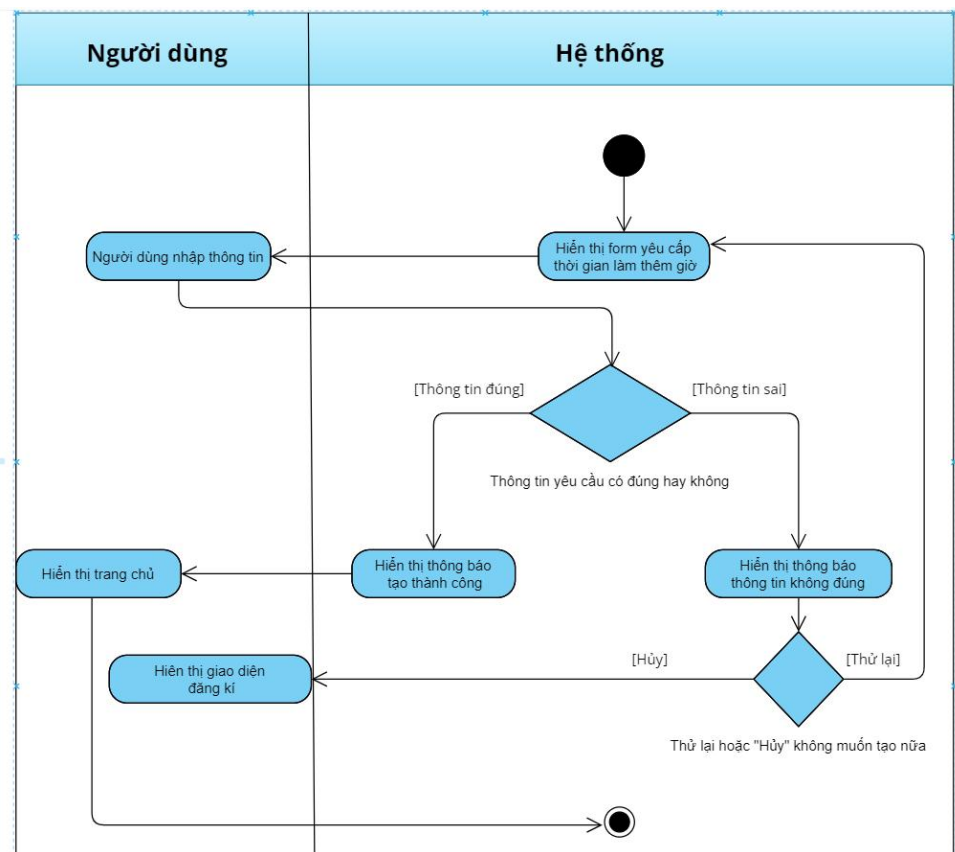 Người dùng
Hệ thống
Người dùng nhập thông tin
Hiển thị form yêu cấp
thời gian làm thêm giờ
[Thông tin đúng]
[Thông tin sai]
Thông tin yêu cầu có đúng hay không
Hiển thị trang chủ
Hiển thị thông báo
tạo thành công
Hiển thị thông báo
thông tin không đúng
Hiên thị giao diện
đăng kí
[Hủy]
[Thử lại]
Thử lại hoặc "Hủy" không muốn tạo nữa